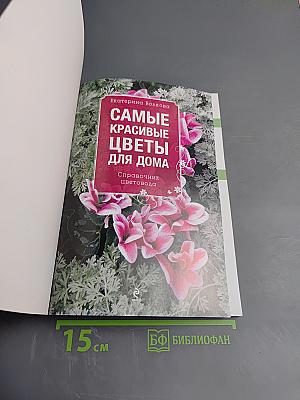 Екатерина Волкова
САМЫЕ
КРАСИВЫЕ
ЦВЕТЫ
ДЛЯ ДОМА
Справочник
цветовода
15 см
БФ БИБЛИОФАН